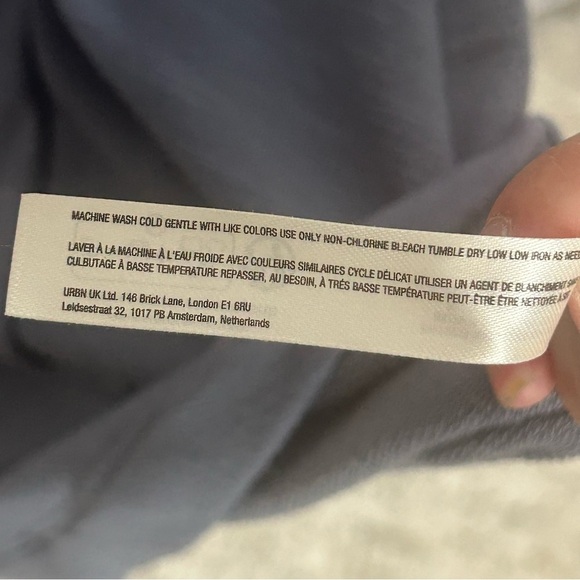 MACHINE WASH COLD GENTLE WITH LIKE COLORS USE ONLY NON-CHLORINE BLEACH TUMBLE DRY LOW LOW IRON AS NEE
LAVER À LA MACHINE À L'EAU FROIDE AVEC COULEURS SIMILAIRES CYCLE DÉLICAT UTILISER UN AGENT DE BLANCHIMENT
CULBUTAGE À BASSE TEMPERATURE REPASSER, AU BESOIN, À TRÉS BASSE TEMPÉRATURE PEUT-ÊTRE ÊTRE NETTOYÉE À
URBN UK Ltd. 146 Brick Lane, London E1 6RU
Leidsestraat 32, 1017 PB Amsterdam, Netherlands